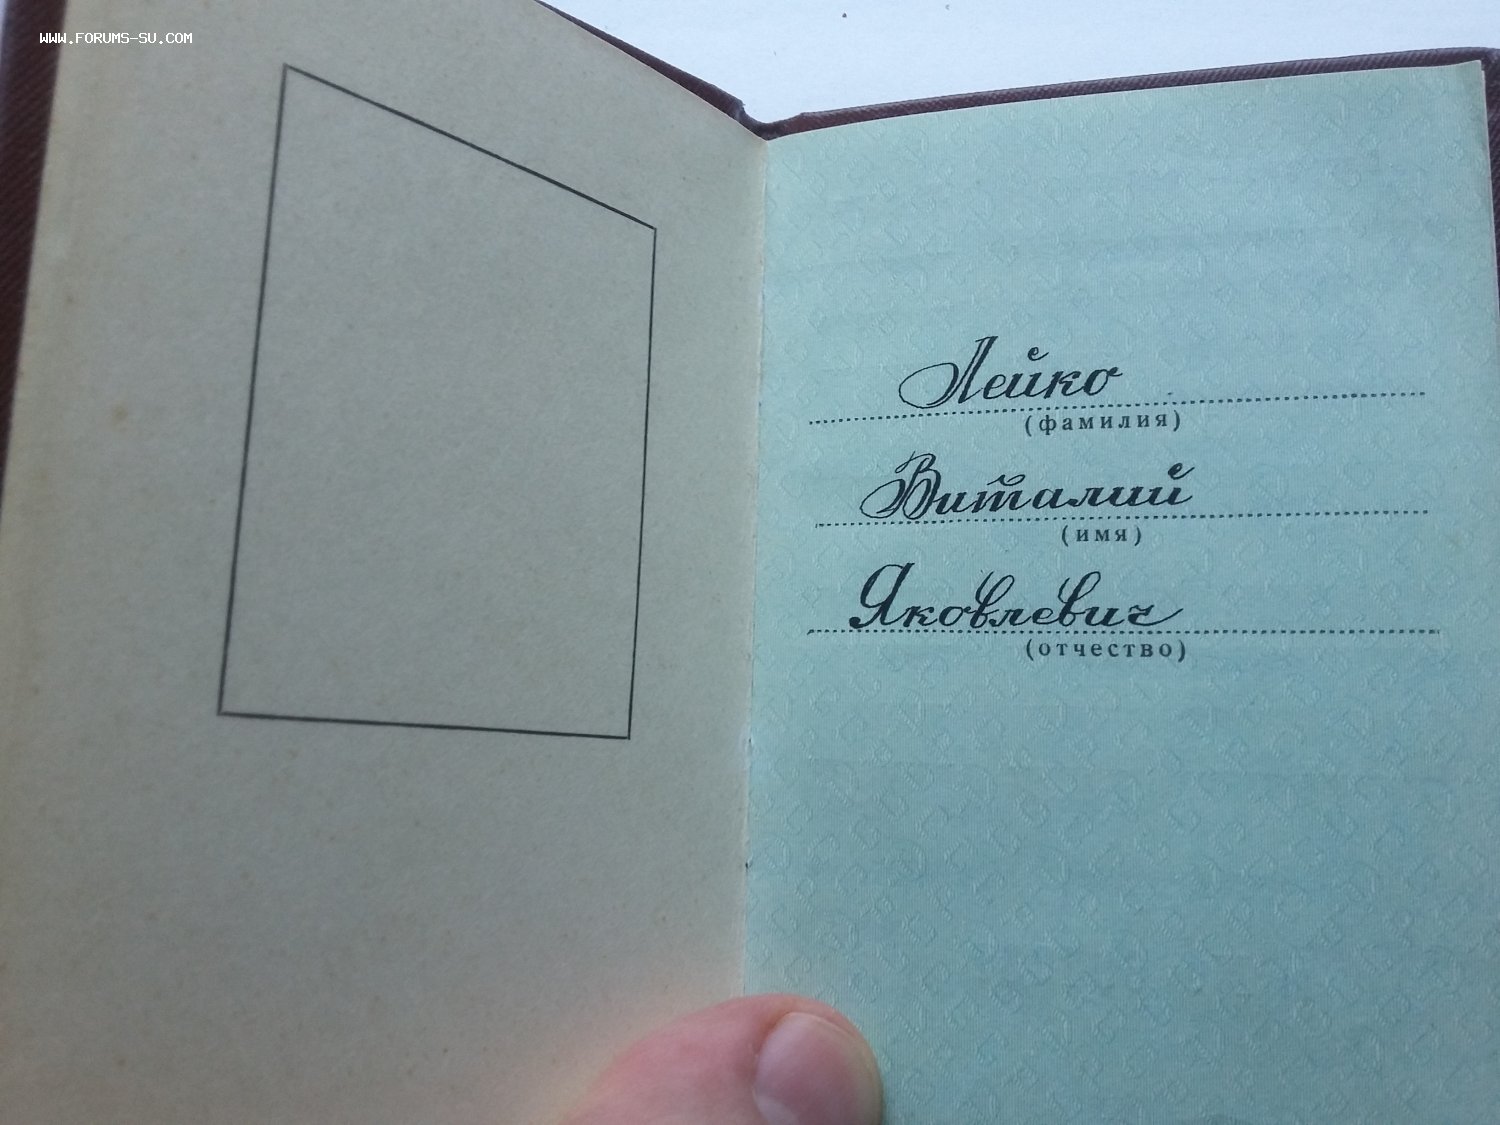 WWW.FORUMS-SU.COM
Лейко
(фамилия)
Виталий
(имя)
Яковлевич
(отчество)